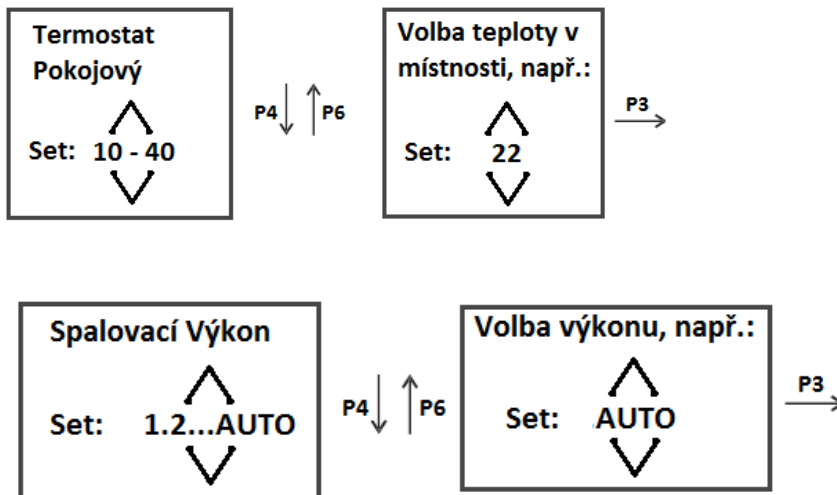 Termostat
Pokojový
Set: 10 - 40
P4 P6
Volba teploty v
místnosti, např.:
Set: 22
P3
Spalovací Výkon
Set: 1.2...AUTO
P4 P6
Volba výkonu, např.:
Set: AUTO
P3